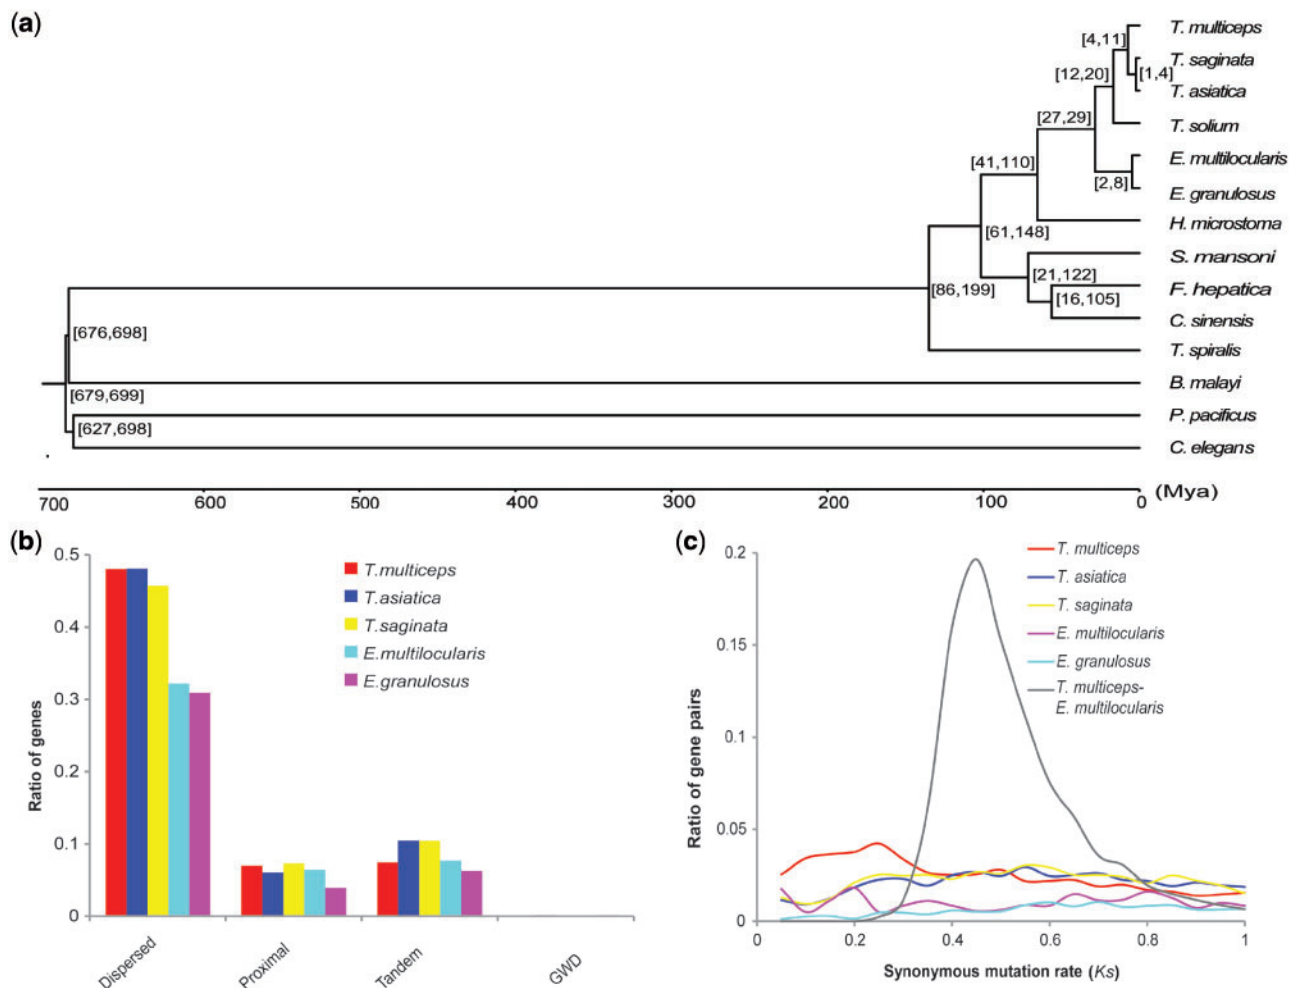 (a)
T. multiceps
[4,11]
T. saginata
[12,20]
[1,4]
T. asiatica
[27,29]
T. solium
[41,110]
E. multilocularis
[2,8]
E. granulosus
H. microstoma
[61,148]
S. mansoni
[21,122]
[86,199]
F. hepatica
[16,105]
C. sinensis
[676,698]
T. spiralis
B. malayi
[679,699]
P. pacificus
[627,698]
C. elegans
700 600 500 400 300 200 100 0 (Mya)
(b)
0.5
0.4
0.3
0.2
0.1
0
Ratio of genes
T.multiceps
T.asiatica
T.saginata
E.multilocularis
E.granulosus
Dispersed
Proximal
Tandem
GWD
(c)
0.2
0.15
0.1
0.05
0
Ratio of gene pairs
T. multiceps
T. asiatica
T. saginata
E. multilocularis
E. granulosus
T. multiceps-
E. multilocularis
0 0.2 0.4 0.6 0.8 1
Synonymous mutation rate (Ks)